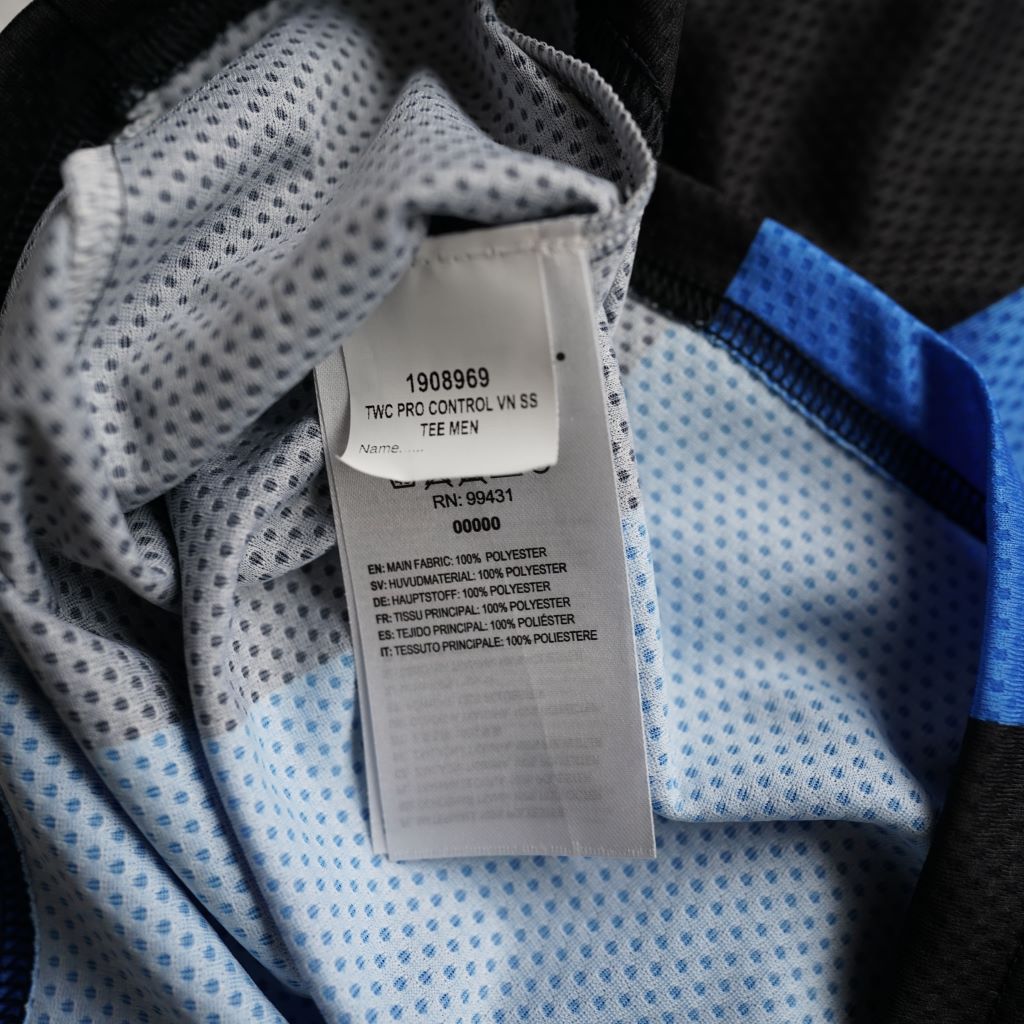 1908969
TWC PRO CONTROL VN SS
TEE MEN
Name......
RN: 99431
00000
EN: MAIN FABRIC: 100% POLYESTER
SV: HUVUDMATERIAL: 100% POLYESTER
DE: HAUPTSTOFF: 100% POLYESTER
FR: TISSU PRINCIPAL: 100% POLYESTER
ES: TEJIDO PRINCIPAL: 100% POLIÉSTER
IT: TESSUTO PRINCIPALE: 100% POLIESTERE